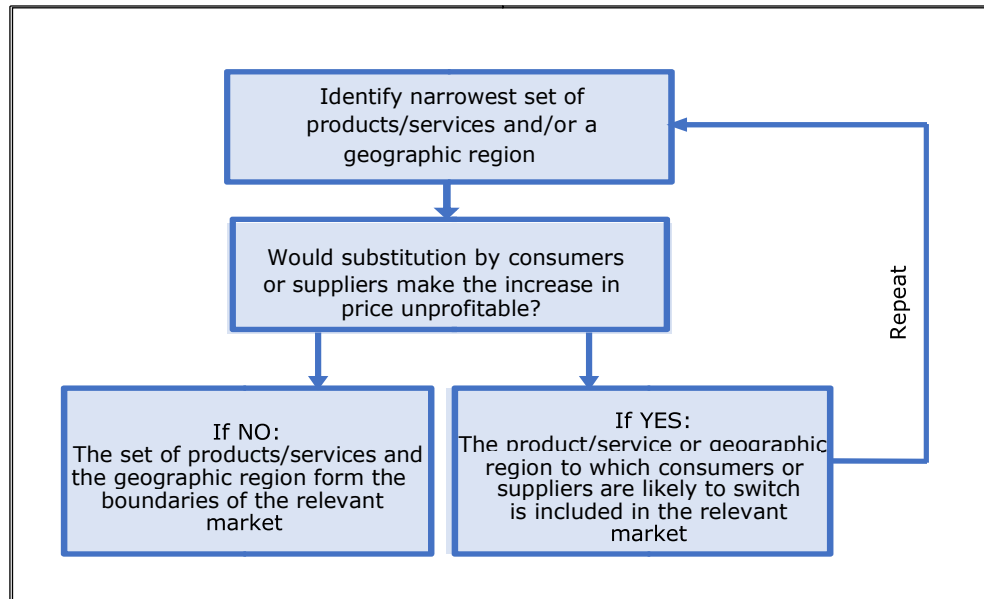 Identify narrowest set of
products/services and/or a
geographic region
Would substitution by consumers
or suppliers make the increase in
price unprofitable?
Repeat
If NO:
The set of products/services and
the geographic region form the
boundaries of the relevant
market
If YES:
The product/service or geographic
region to which consumers or
suppliers are likely to switch
is included in the relevant
market